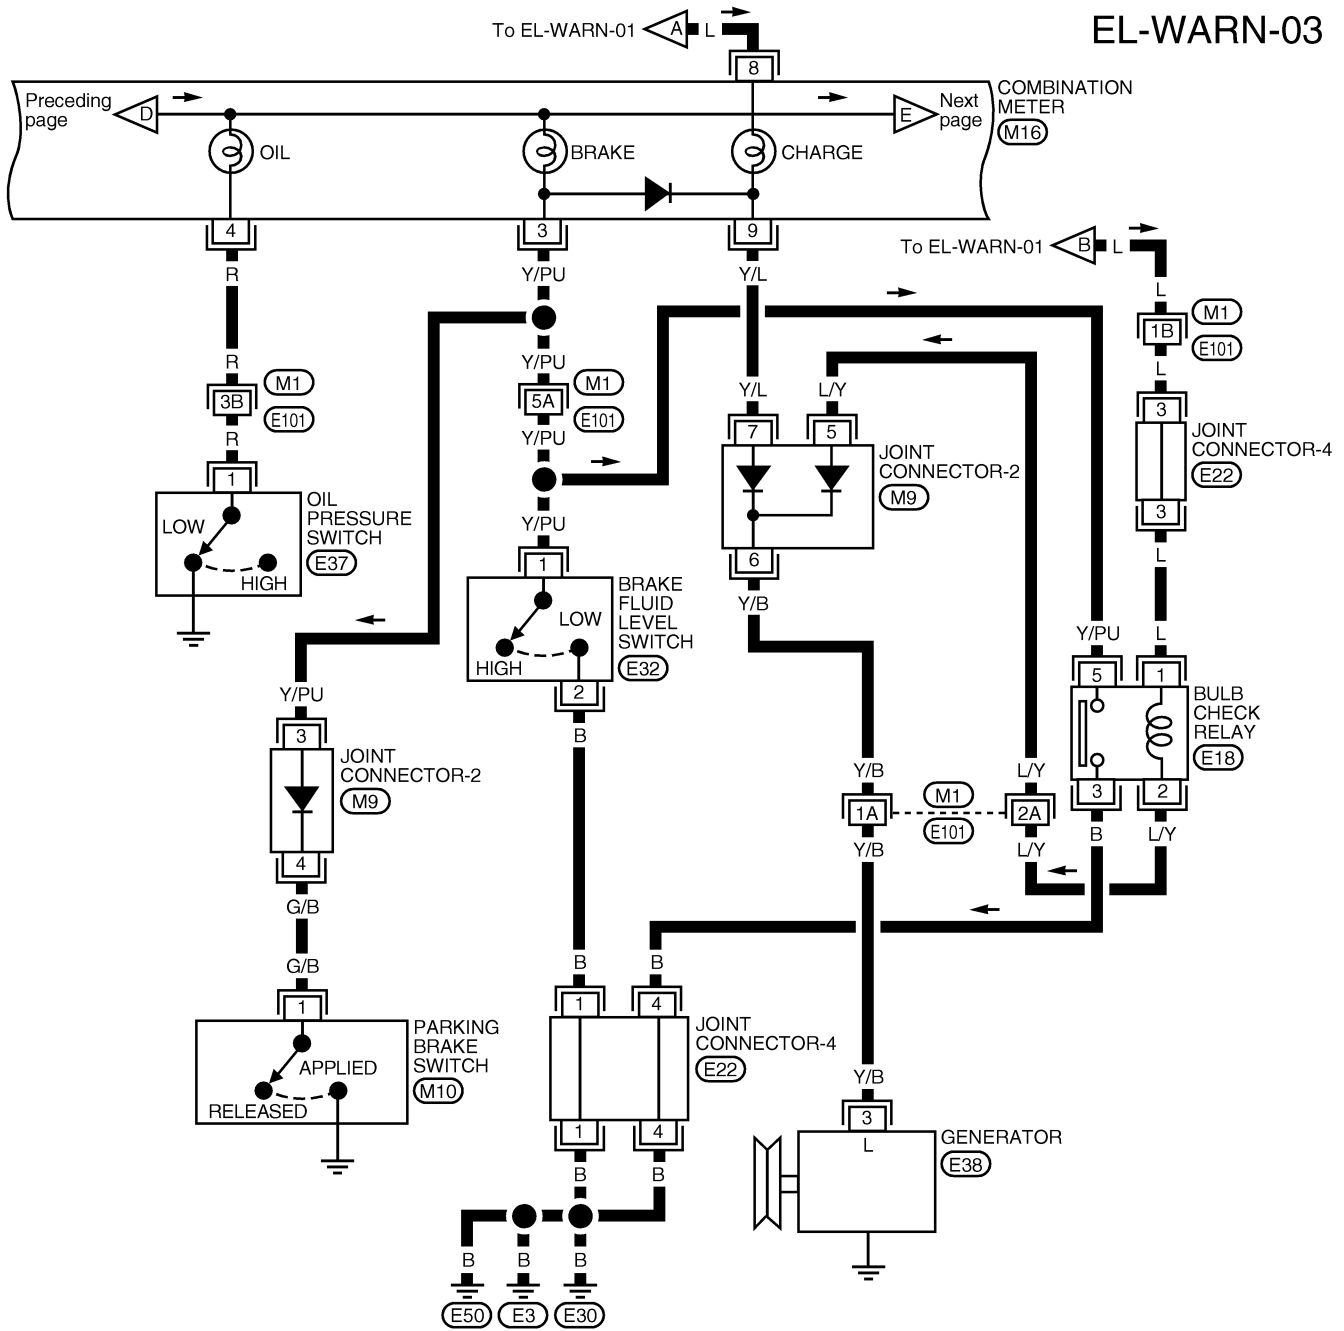 EL-WARN-03
To EL-WARN-01
A
L
8
Preceding
page
D
E
Next
page
COMBINATION
METER
M16
OIL
BRAKE
CHARGE
4
3
9
To EL-WARN-01
B
L
R
Y/PU
Y/L
L
M1
1B
E101
R
Y/PU
Y/L
L/Y
L
3B
M1
E101
5A
M1
E101
3
R
Y/PU
7
5
JOINT
CONNECTOR-4
E22
1
JOINT
CONNECTOR-2
M9
OIL
PRESSURE
SWITCH
E37
LOW
HIGH
Y/PU
3
L
1
6
BRAKE
FLUID
LEVEL
SWITCH
E32
LOW
HIGH
Y/B
Y/PU
L
2
5
1
Y/PU
BULB
CHECK
RELAY
E18
3
B
JOINT
CONNECTOR-2
M9
Y/B
L/Y
3
2
1A
M1
E101
2A
4
Y/B
L/Y
B
L/Y
G/B
G/B
B
B
1
1
4
PARKING
BRAKE
SWITCH
M10
APPLIED
RELEASED
JOINT
CONNECTOR-4
E22
Y/B
3
1
4
L
GENERATOR
E38
B
B
B
B
B
E50
E3
E30